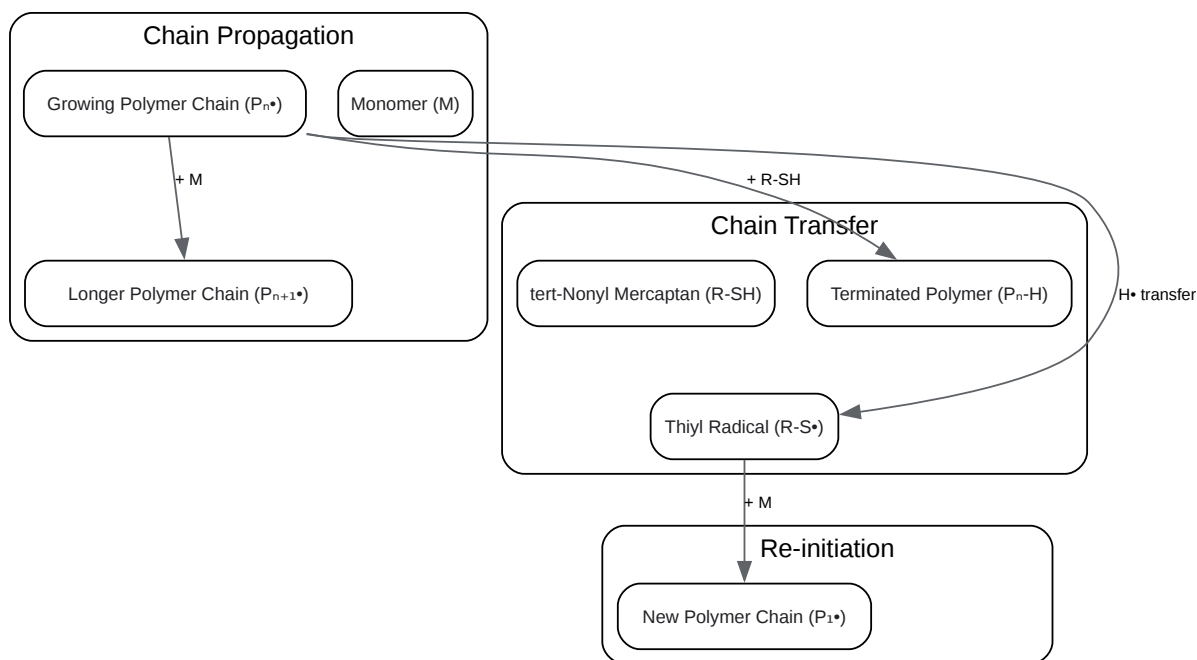 Chain Propagation
Growing Polymer Chain (Pₙ•)
Monomer (M)
+ M
+ R-SH
Chain Transfer
Longer Polymer Chain (Pₙ₊₁•)
tert-Nonyl Mercaptan (R-SH)
Terminated Polymer (Pₙ-H)
H• transfer
Thiyl Radical (R-S•)
+ M
Re-initiation
New Polymer Chain (P₁•)